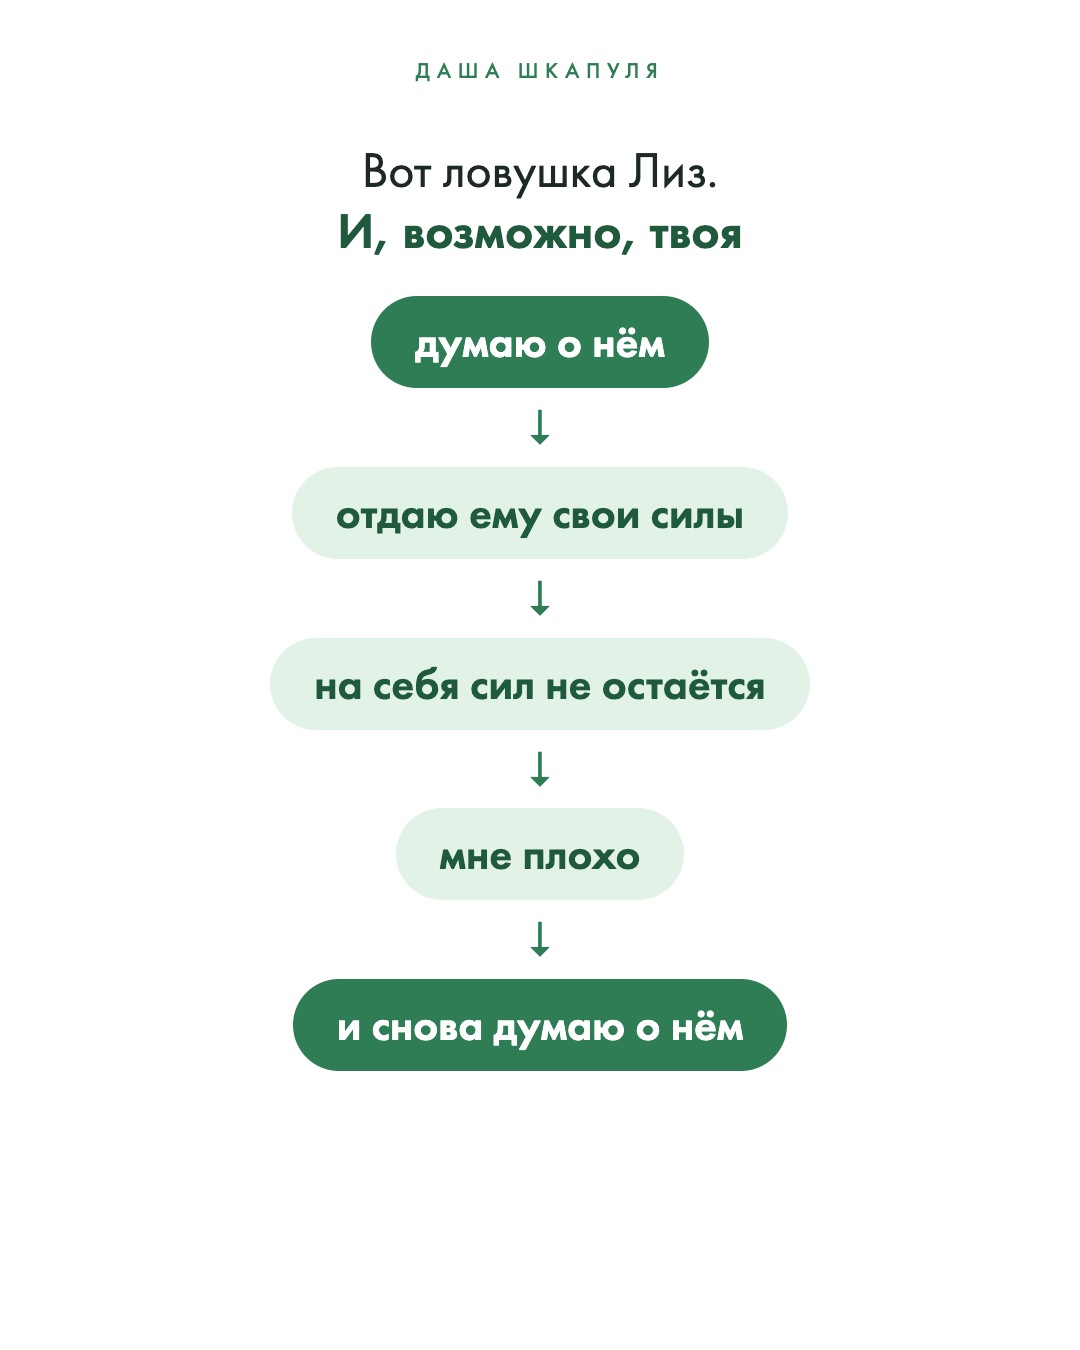 ДАША ШКАПУЛЯ
Вот ловушка Лиз.
И, возможно, твоя
думаю о нём
↓
отдаю ему свои силы
↓
на себя сил не остаётся
↓
мне плохо
↓
и снова думаю о нём